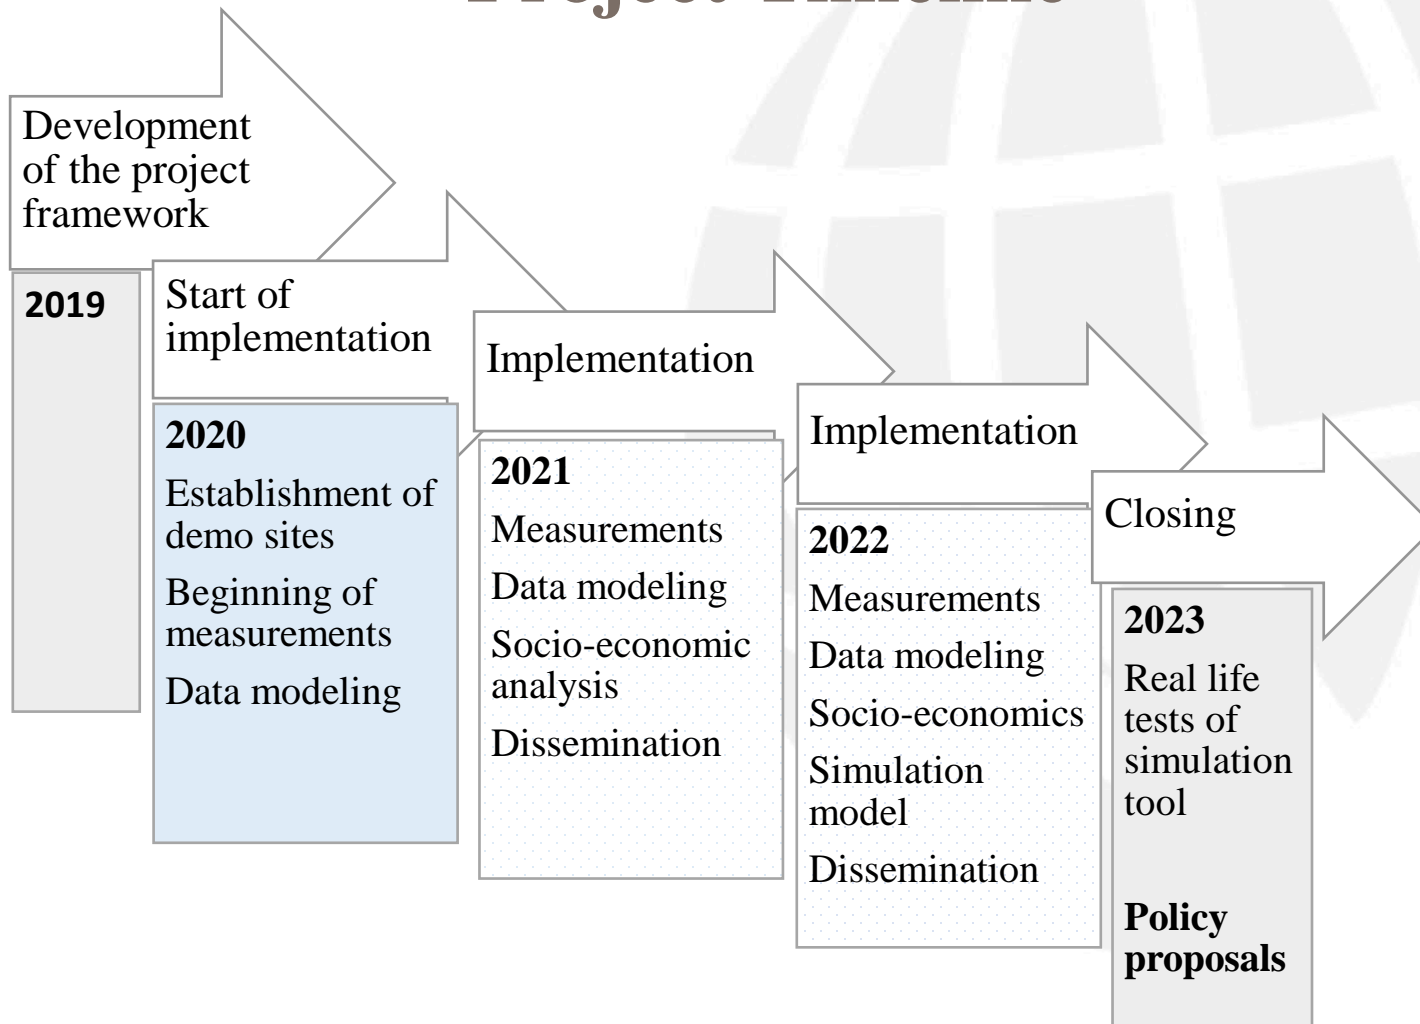 Project Timeline
Development
of the project
framework
2019
Start of
implementation
2020
Establishment of
demo sites
Beginning of
measurements
Data modeling
Implementation
2021
Measurements
Data modeling
Socio-economic
analysis
Dissemination
Implementation
2022
Measurements
Data modeling
Socio-economics
Simulation
model
Dissemination
Closing
2023
Real life
tests of
simulation
tool
Policy
proposals